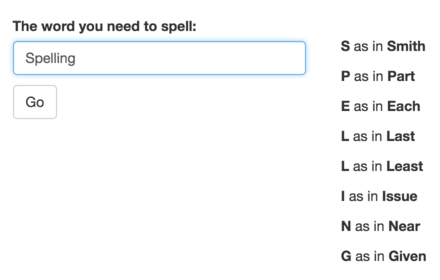 The word you need to spell:
Spelling
Go
S as in Smith
P as in Part
E as in Each
L as in Last
L as in Least
I as in Issue
N as in Near
G as in Given